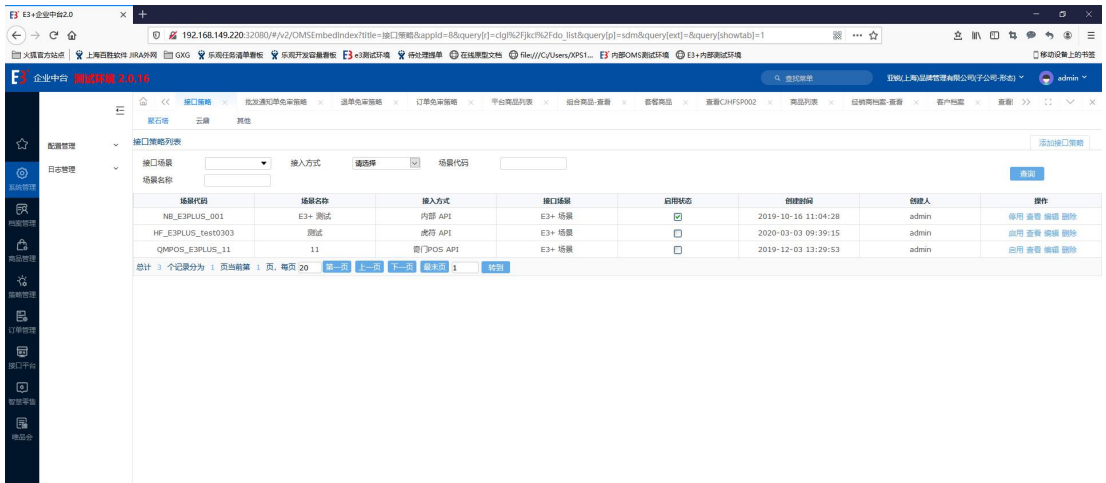 E3+企业中台2.0
192.168.149.220:32080/#/v2/OMSEmbedIndex?title=接口策略&appId=8&query[r]=clgl%2Fjkcl%2Fdo_list&query[p]=sdm&query[ext]=&query[showtab]=1
火狐官方站点 上海百胜软件 JIRA外网 GXG 乐观任务清单看板 乐观开发容量看板 e3测试环境 待处理提单 在线原型文档 file:///C:/Users/XPS1... 内部OMS测试环境 E3+内部测试环境 移动设备上的书签
E3+ 企业中台 测试环境 2.0.16 查找菜单 admin
接口策略 批发通知单免审策略 退单免审策略 订单免审策略 平台商品列表 组合商品-查看 套餐商品 查看CJHFSP002 商品列表 经销商档案-查看 客户档案
聚石塔 云鼎 其他
配置管理
日志管理
系统管理
档案管理
商品管理
策略管理
订单管理
接口平台
智慧零售
唯品会
接口策略列表 添加接口策略
接口场景 接入方式 请选择 场景代码
场景名称 查询
场景代码 场景名称 接入方式 接口场景 启用状态 创建时间 创建人 操作
NB_E3PLUS_001 E3+ 测试 内部 API E3+ 场景 2019-10-16 11:04:28 admin 停用 查看 编辑 删除
HF_E3PLUS_test0303 测试 虎符 API E3+ 场景 2020-03-03 09:39:15 admin 启用 查看 编辑 删除
QMPOS_E3PLUS_11 11 奇门POS API E3+ 场景 2019-12-03 13:29:53 admin 启用 查看 编辑 删除
总计 3 个记录分为 1 页当前第 1 页, 每页 20 第一页 上一页 下一页 最末页 1 转到